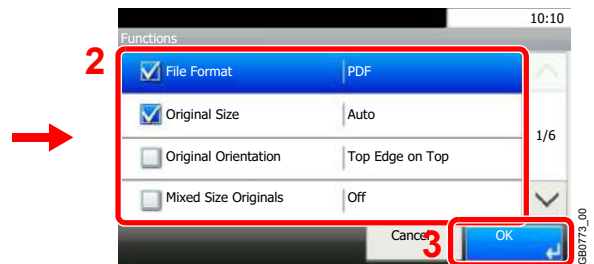 10:10
Functions
2
File Format PDF
Original Size Auto
1/6
Original Orientation Top Edge on Top
Mixed Size Originals Off
Cancel 3 OK
GB0773_00